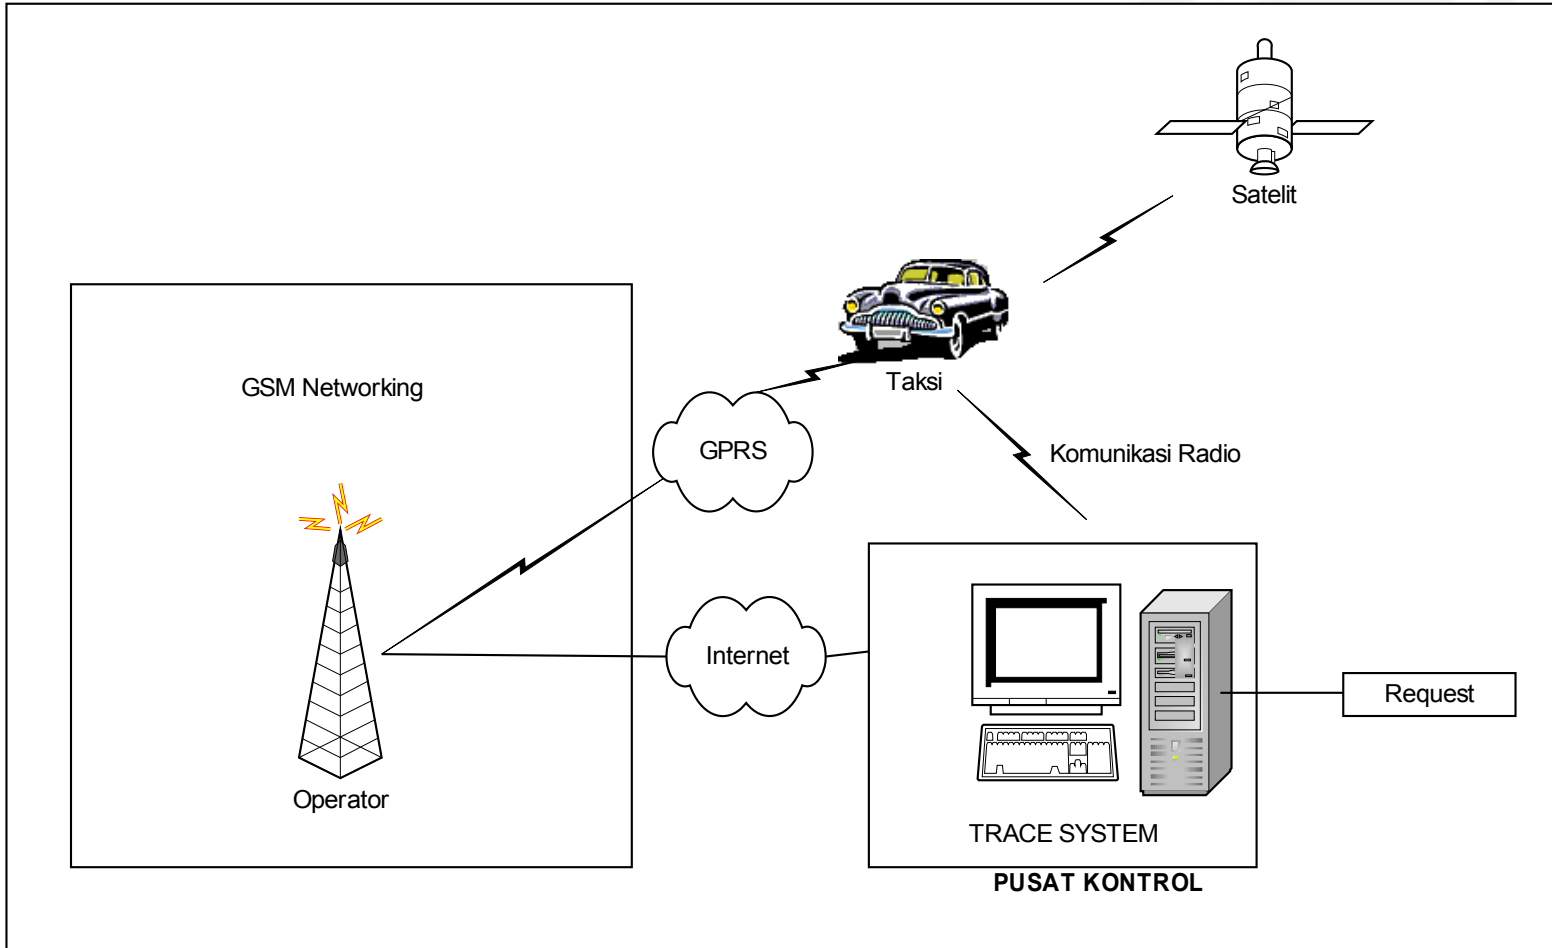 Satelit
Taksi
GSM Networking
GPRS
Komunikasi Radio
Internet
Request
Operator
TRACE SYSTEM
PUSAT KONTROL